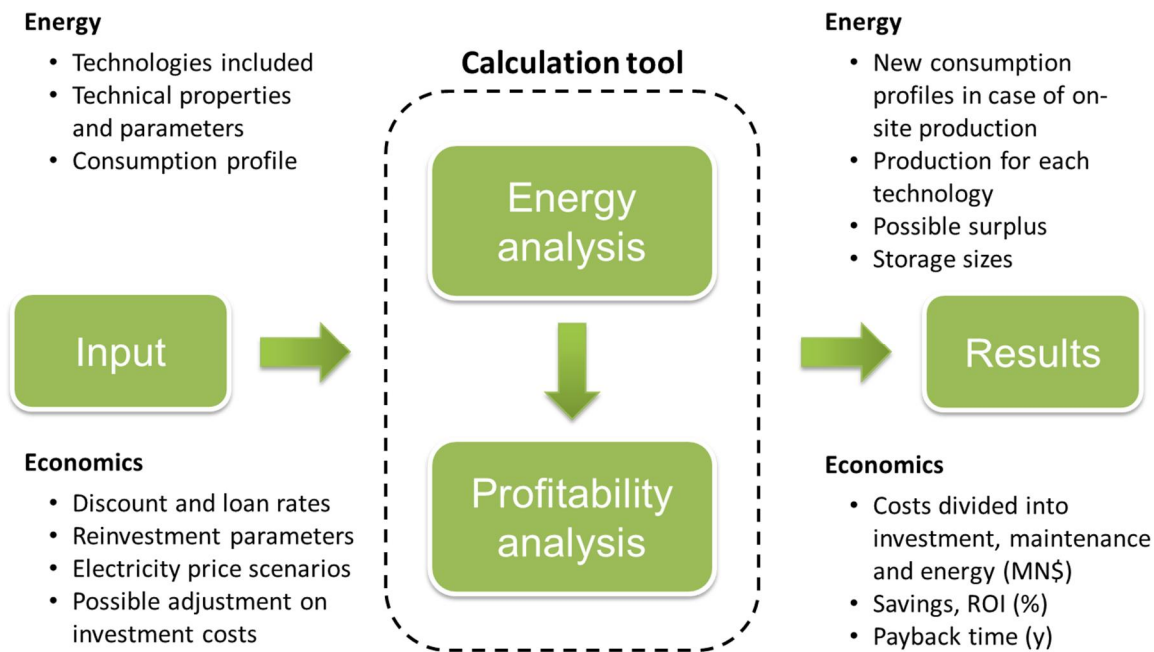 Energy
• Technologies included
• Technical properties
and parameters
• Consumption profile
Input
Economics
• Discount and loan rates
• Reinvestment parameters
• Electricity price scenarios
• Possible adjustment on
investment costs
Calculation tool
Energy
analysis
Profitability
analysis
Energy
• New consumption
profiles in case of on-
site production
• Production for each
technology
• Possible surplus
• Storage sizes
Results
Economics
• Costs divided into
investment, maintenance
and energy (MN$)
• Savings, ROI (%)
• Payback time (y)